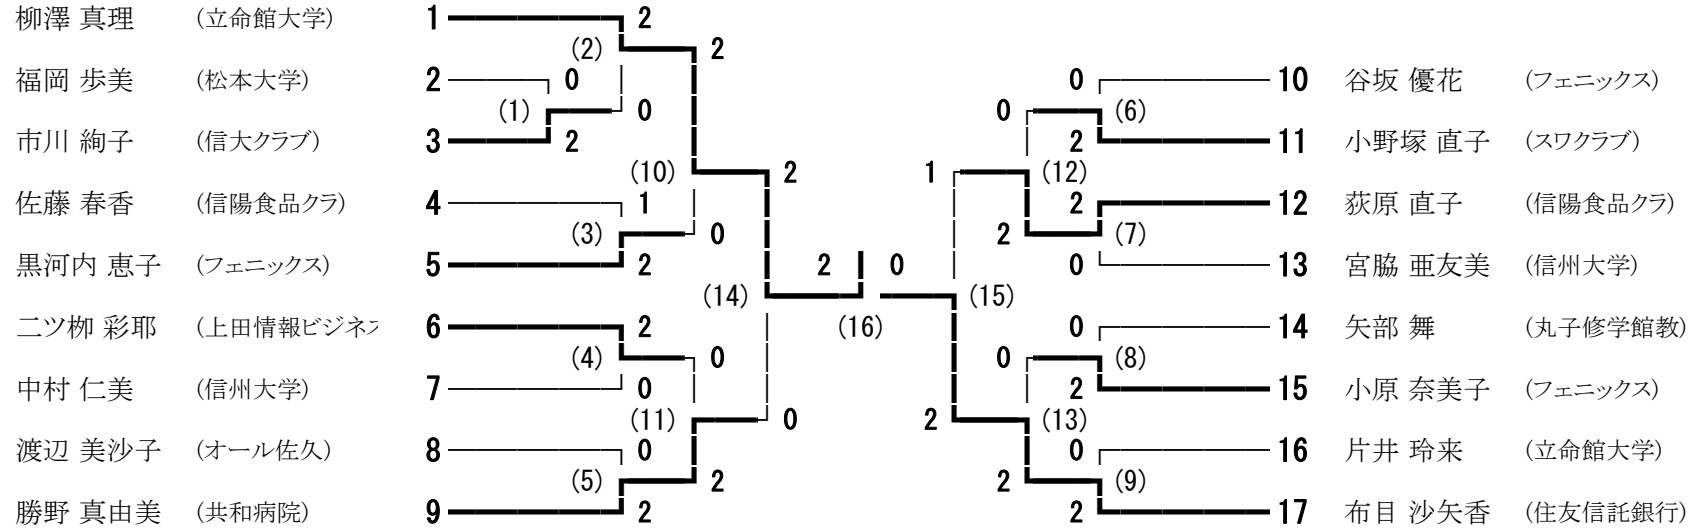 柳澤 真理 (立命館大学) 1 2
(2) 2
福岡 歩美 (松本大学) 2 0 0 10 谷坂 優花 (フェニックス)
(1) 0 0 (6)
市川 絢子 (信大クラブ) 3 2 2 11 小野塚 直子 (スワクラブ)
(10) 2 1 (12)
佐藤 春香 (信陽食品クラ) 4 1 2 12 荻原 直子 (信陽食品クラ)
(3) 0 2 (7)
黒河内 恵子 (フェニックス) 5 2 2 0 0 13 宮脇 亜友美 (信州大学)
(14) (15)
二ツ栁 彩耶 (上田情報ビジネス 6 2 (16) 0 14 矢部 舞 (丸子修学館教)
(4) 0 0 (8)
中村 仁美 (信州大学) 7 0 2 15 小原 奈美子 (フェニックス)
(11) 0 2 (13)
渡辺 美沙子 (オール佐久) 8 0 0 16 片井 玲来 (立命館大学)
(5) 2 2 (9)
勝野 真由美 (共和病院) 9 2 2 17 布目 沙矢香 (住友信託銀行)